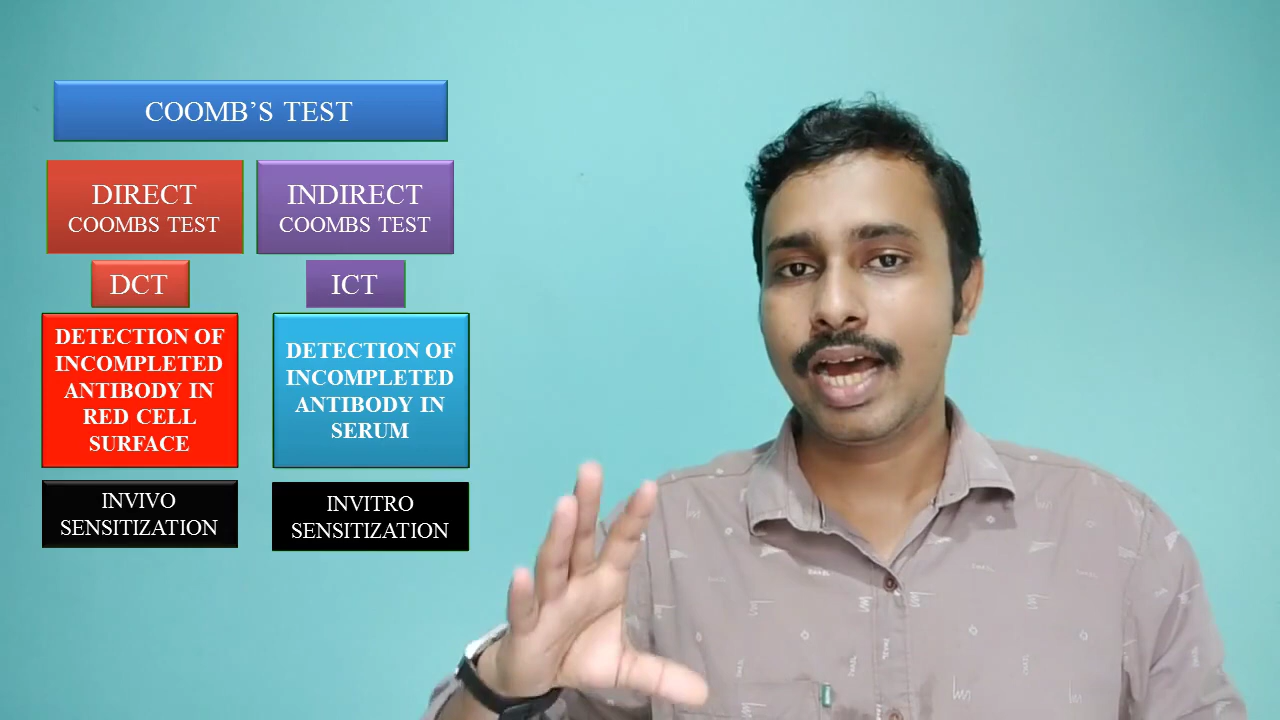 COOMB'S TEST
DIRECT
COOMBS TEST
INDIRECT
COOMBS TEST
DCT
ICT
DETECTION OF
INCOMPLETED
ANTIBODY IN
RED CELL
SURFACE
DETECTION OF
INCOMPLETED
ANTIBODY IN
SERUM
INVIVO
SENSITIZATION
INVITRO
SENSITIZATION